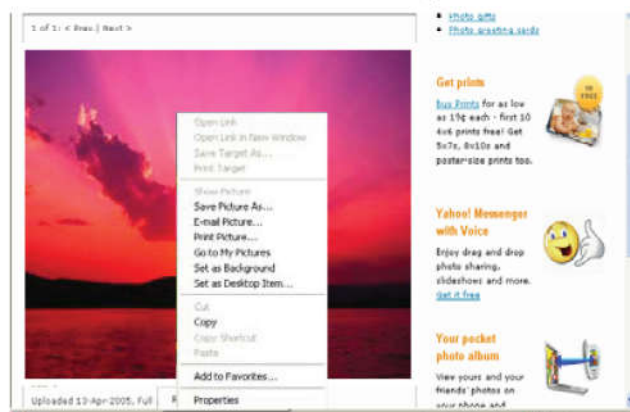 1 of 1: < Prev | Next >
Open Link
Open Link in New Window
Save Target As...
Print Target
Show Picture
Save Picture As...
E-mail Picture...
Print Picture...
Go to My Pictures
Set as Background
Set as Desktop Item...
Cut
Copy
Copy Shortcut
Paste
Add to Favorites...
Properties
Uploaded 13-Apr-2005, Full
Photo gifts
Photo greeting cards
Get prints
Buy Prints for as low
as 19¢ each - first 10
4x6 prints free! Get
5x7s, 8x10s and
poster-size prints too.
10
FREE
Yahoo! Messenger
with Voice
Enjoy drag and drop
photo sharing,
slideshows and more.
Get it free
Your pocket
photo album
View yours and your
friends' photos on
your phone and